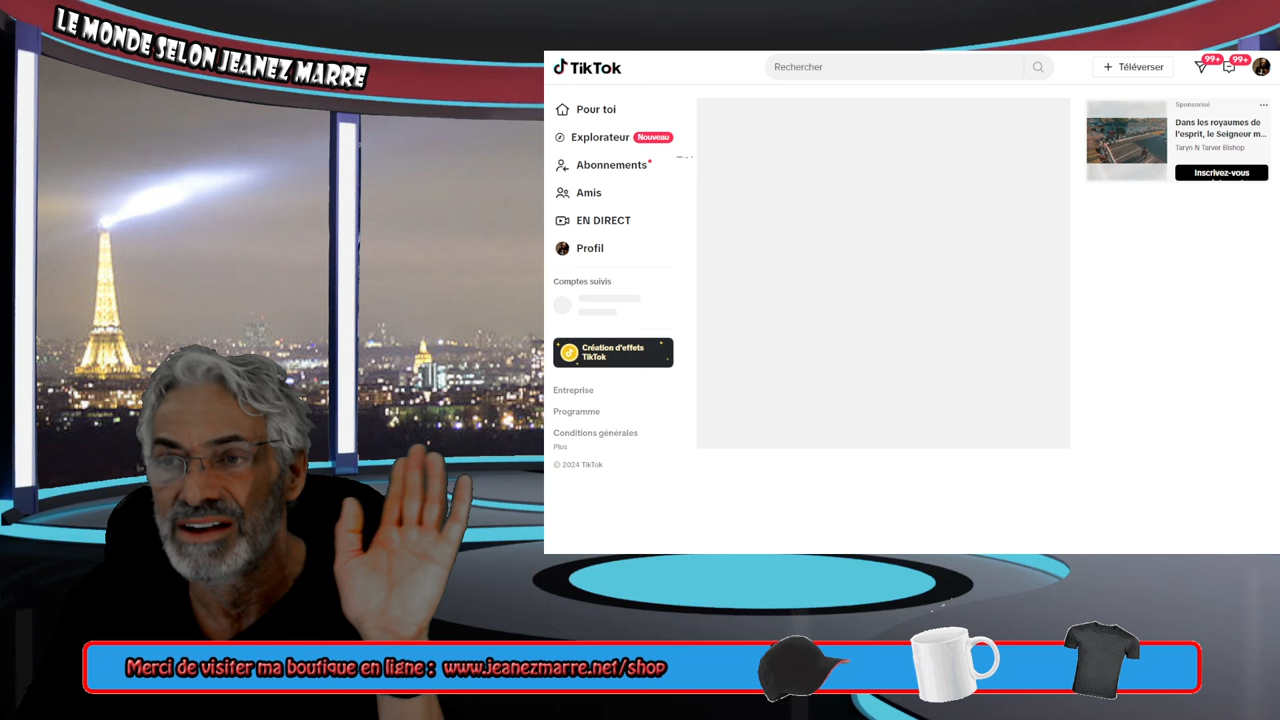 LE MONDE SELON JEANEZ MARRE
TikTok
Rechercher
Téléverser
99+
99+
Pour toi
Explorateur Nouveau
Abonnements
Amis
EN DIRECT
Profil
Comptes suivis
Création d'effets
TikTok
Entreprise
Programme
Conditions générales
Plus
© 2024 TikTok
Sponsorisé
Dans les royaumes de
l'esprit, le Seigneur m...
Taryn N Tarver Bishop
Inscrivez-vous
Merci de visiter ma boutique en ligne : www.jeanezmarre.net/shop